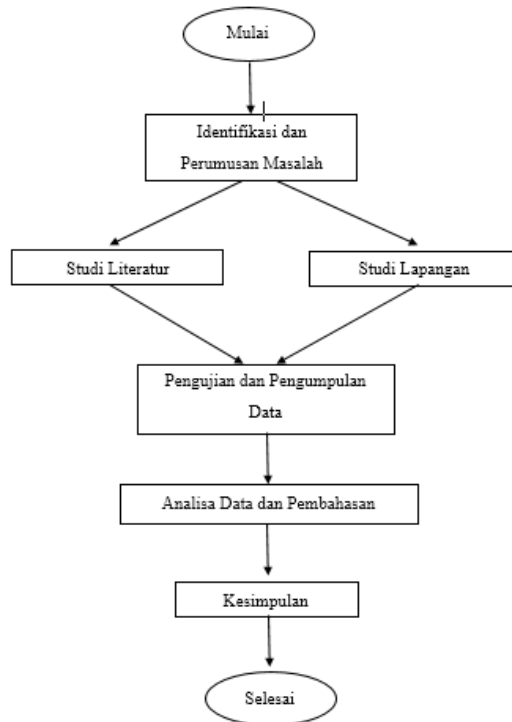 Mulai
Identifikasi dan
Perumusan Masalah
Studi Literatur
Studi Lapangan
Pengujian dan Pengumpulan
Data
Analisa Data dan Pembahasan
Kesimpulan
Selesai